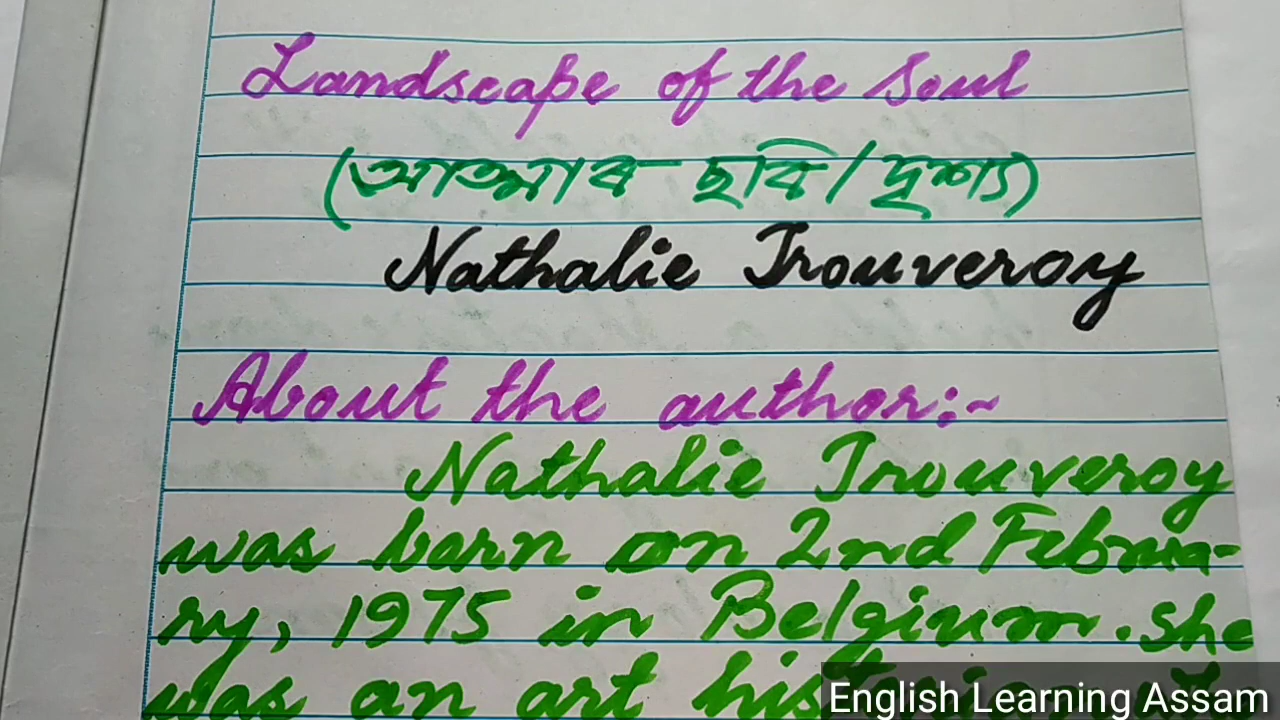 Landscape of the Soul
(আত্মাৰ ছবি/দৃশ্য)
Nathalie Trouveroy
About the author:~
Nathalie Trouveroy
was born on 2nd Februa-
ry, 1975 in Belgium. She
was an art historian
English Learning Assam